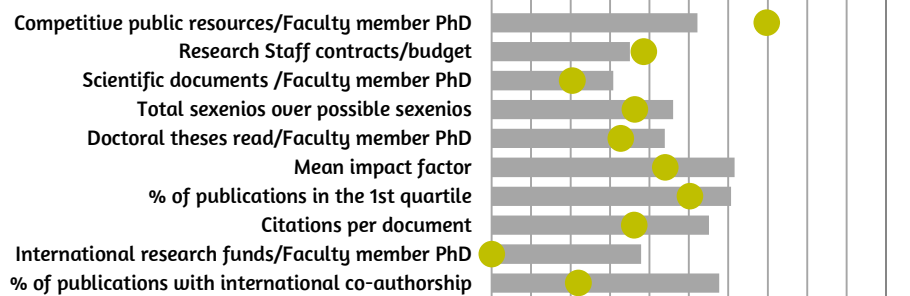 Competitive public resources/Faculty member PhD
Research Staff contracts/budget
Scientific documents /Faculty member PhD
Total sexenios over possible sexenios
Doctoral theses read/Faculty member PhD
Mean impact factor
% of publications in the 1st quartile
Citations per document
International research funds/Faculty member PhD
% of publications with international co-authorship